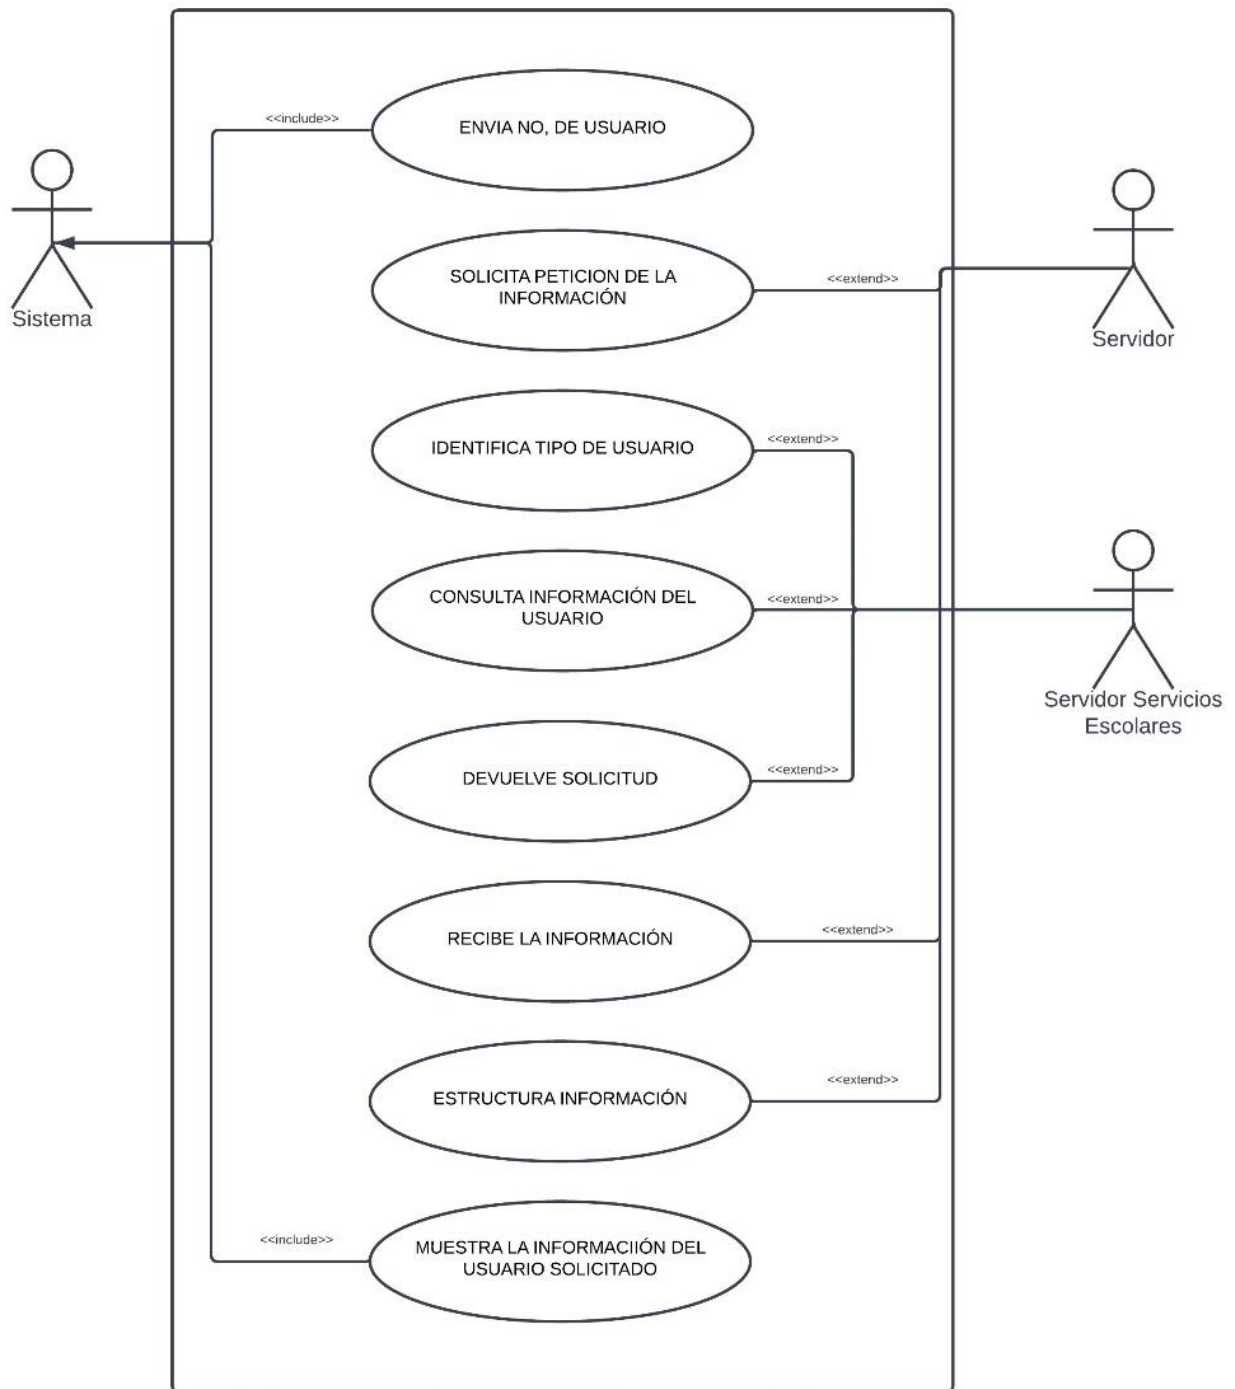 <<include>>
ENVIA NO, DE USUARIO
Sistema
SOLICITA PETICION DE LA
INFORMACIÓN
<<extend>>
Servidor
IDENTIFICA TIPO DE USUARIO
<<extend>>
CONSULTA INFORMACIÓN DEL
USUARIO
<<extend>>
Servidor Servicios
Escolares
DEVUELVE SOLICITUD
<<extend>>
RECIBE LA INFORMACIÓN
<<extend>>
ESTRUCTURA INFORMACIÓN
<<extend>>
<<include>>
MUESTRA LA INFORMACIIÓN DEL
USUARIO SOLICITADO